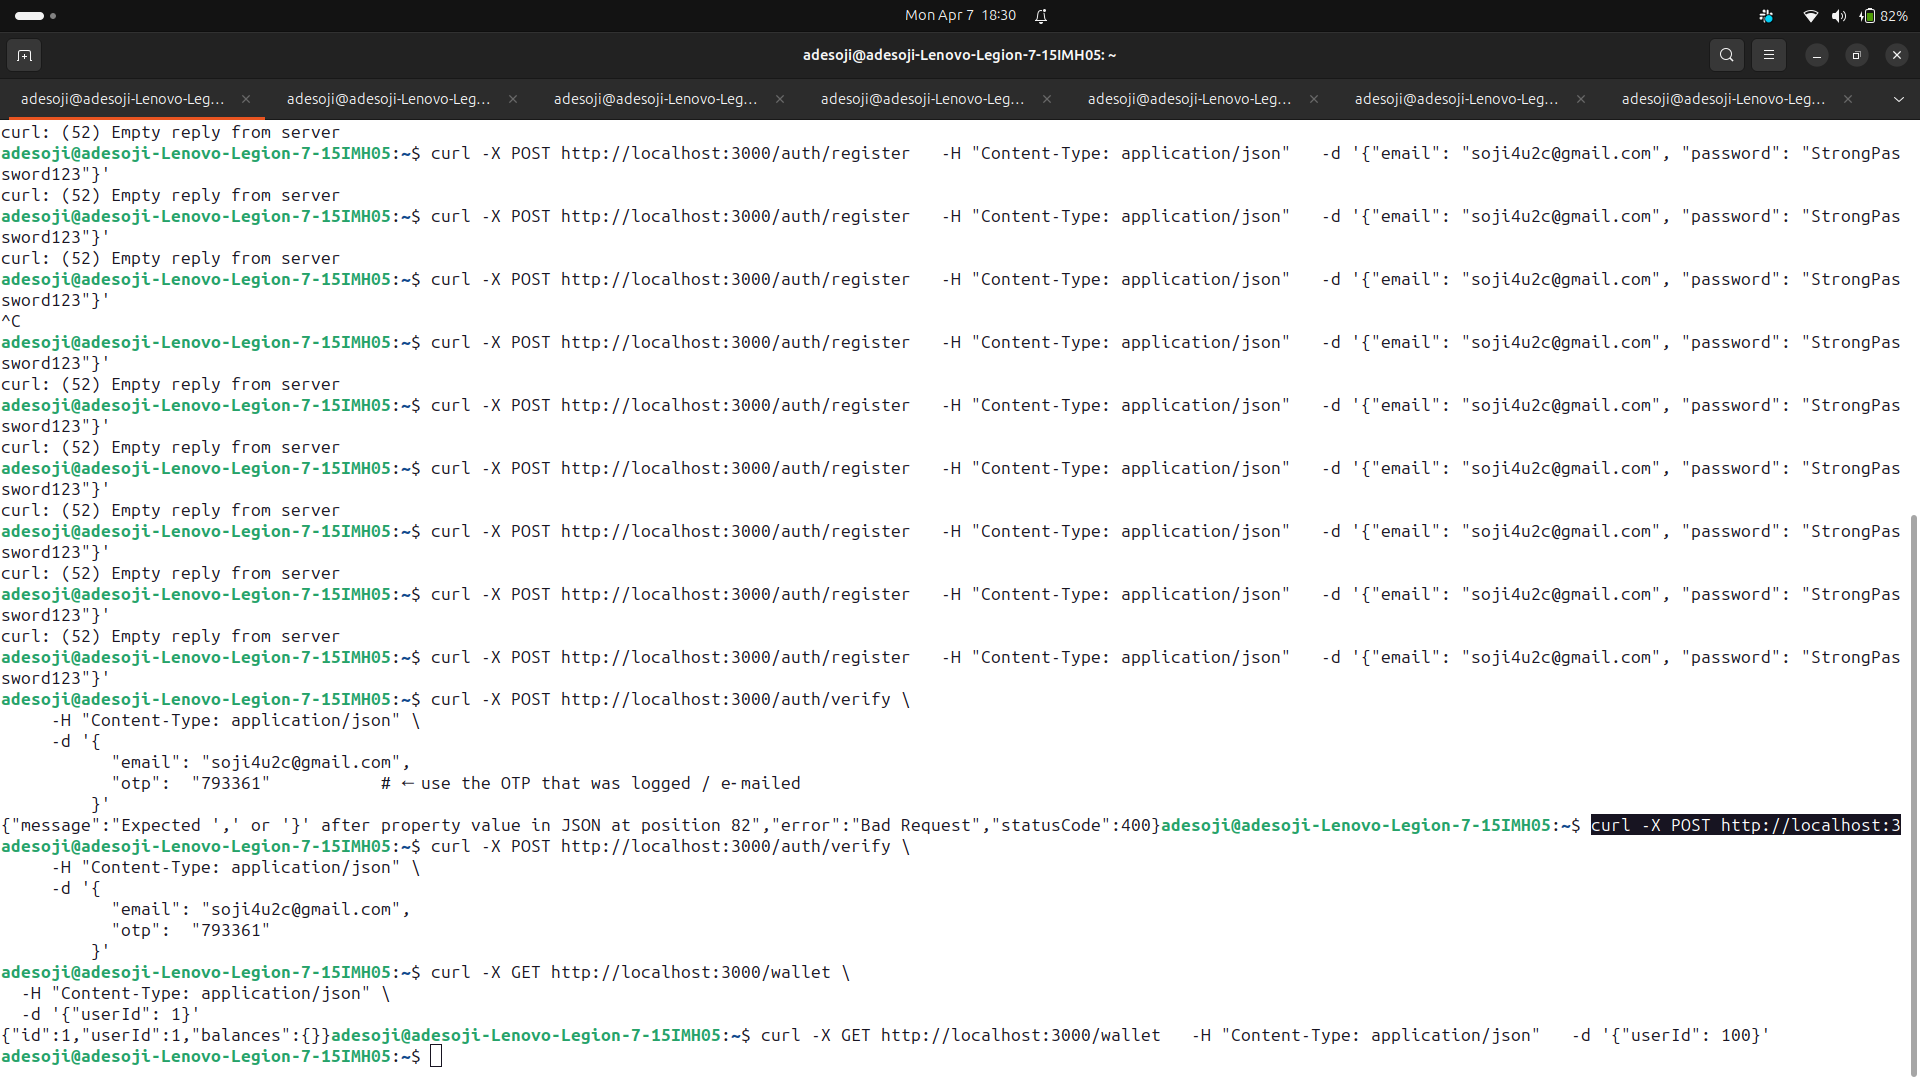 Mon Apr 7 18:30
82%
adesoji@adesoji-Lenovo-Legion-7-15IMH05: ~
adesoji@adesoji-Lenovo-Leg… adesoji@adesoji-Lenovo-Leg… adesoji@adesoji-Lenovo-Leg… adesoji@adesoji-Lenovo-Leg… adesoji@adesoji-Lenovo-Leg… adesoji@adesoji-Lenovo-Leg… adesoji@adesoji-Lenovo-Leg…
curl: (52) Empty reply from server
adesoji@adesoji-Lenovo-Legion-7-15IMH05:~$ curl -X POST http://localhost:3000/auth/register   -H "Content-Type: application/json"   -d '{"email": "soji4u2c@gmail.com", "password": "StrongPas
sword123"}'
curl: (52) Empty reply from server
adesoji@adesoji-Lenovo-Legion-7-15IMH05:~$ curl -X POST http://localhost:3000/auth/register   -H "Content-Type: application/json"   -d '{"email": "soji4u2c@gmail.com", "password": "StrongPas
sword123"}'
curl: (52) Empty reply from server
adesoji@adesoji-Lenovo-Legion-7-15IMH05:~$ curl -X POST http://localhost:3000/auth/register   -H "Content-Type: application/json"   -d '{"email": "soji4u2c@gmail.com", "password": "StrongPas
sword123"}'
^C
adesoji@adesoji-Lenovo-Legion-7-15IMH05:~$ curl -X POST http://localhost:3000/auth/register   -H "Content-Type: application/json"   -d '{"email": "soji4u2c@gmail.com", "password": "StrongPas
sword123"}'
curl: (52) Empty reply from server
adesoji@adesoji-Lenovo-Legion-7-15IMH05:~$ curl -X POST http://localhost:3000/auth/register   -H "Content-Type: application/json"   -d '{"email": "soji4u2c@gmail.com", "password": "StrongPas
sword123"}'
curl: (52) Empty reply from server
adesoji@adesoji-Lenovo-Legion-7-15IMH05:~$ curl -X POST http://localhost:3000/auth/register   -H "Content-Type: application/json"   -d '{"email": "soji4u2c@gmail.com", "password": "StrongPas
sword123"}'
curl: (52) Empty reply from server
adesoji@adesoji-Lenovo-Legion-7-15IMH05:~$ curl -X POST http://localhost:3000/auth/register   -H "Content-Type: application/json"   -d '{"email": "soji4u2c@gmail.com", "password": "StrongPas
sword123"}'
curl: (52) Empty reply from server
adesoji@adesoji-Lenovo-Legion-7-15IMH05:~$ curl -X POST http://localhost:3000/auth/register   -H "Content-Type: application/json"   -d '{"email": "soji4u2c@gmail.com", "password": "StrongPas
sword123"}'
curl: (52) Empty reply from server
adesoji@adesoji-Lenovo-Legion-7-15IMH05:~$ curl -X POST http://localhost:3000/auth/register   -H "Content-Type: application/json"   -d '{"email": "soji4u2c@gmail.com", "password": "StrongPas
sword123"}'
adesoji@adesoji-Lenovo-Legion-7-15IMH05:~$ curl -X POST http://localhost:3000/auth/verify \
     -H "Content-Type: application/json" \
     -d '{
           "email": "soji4u2c@gmail.com",
           "otp":  "793361"           # ← use the OTP that was logged / e-mailed
         }'
{"message":"Expected ',' or '}' after property value in JSON at position 82","error":"Bad Request","statusCode":400}adesoji@adesoji-Lenovo-Legion-7-15IMH05:~$ curl -X POST http://localhost:3
adesoji@adesoji-Lenovo-Legion-7-15IMH05:~$ curl -X POST http://localhost:3000/auth/verify \
     -H "Content-Type: application/json" \
     -d '{
           "email": "soji4u2c@gmail.com",
           "otp":  "793361"
         }'
adesoji@adesoji-Lenovo-Legion-7-15IMH05:~$ curl -X GET http://localhost:3000/wallet \
  -H "Content-Type: application/json" \
  -d '{"userId": 1}'
{"id":1,"userId":1,"balances":{}}adesoji@adesoji-Lenovo-Legion-7-15IMH05:~$ curl -X GET http://localhost:3000/wallet   -H "Content-Type: application/json"   -d '{"userId": 100}'
adesoji@adesoji-Lenovo-Legion-7-15IMH05:~$